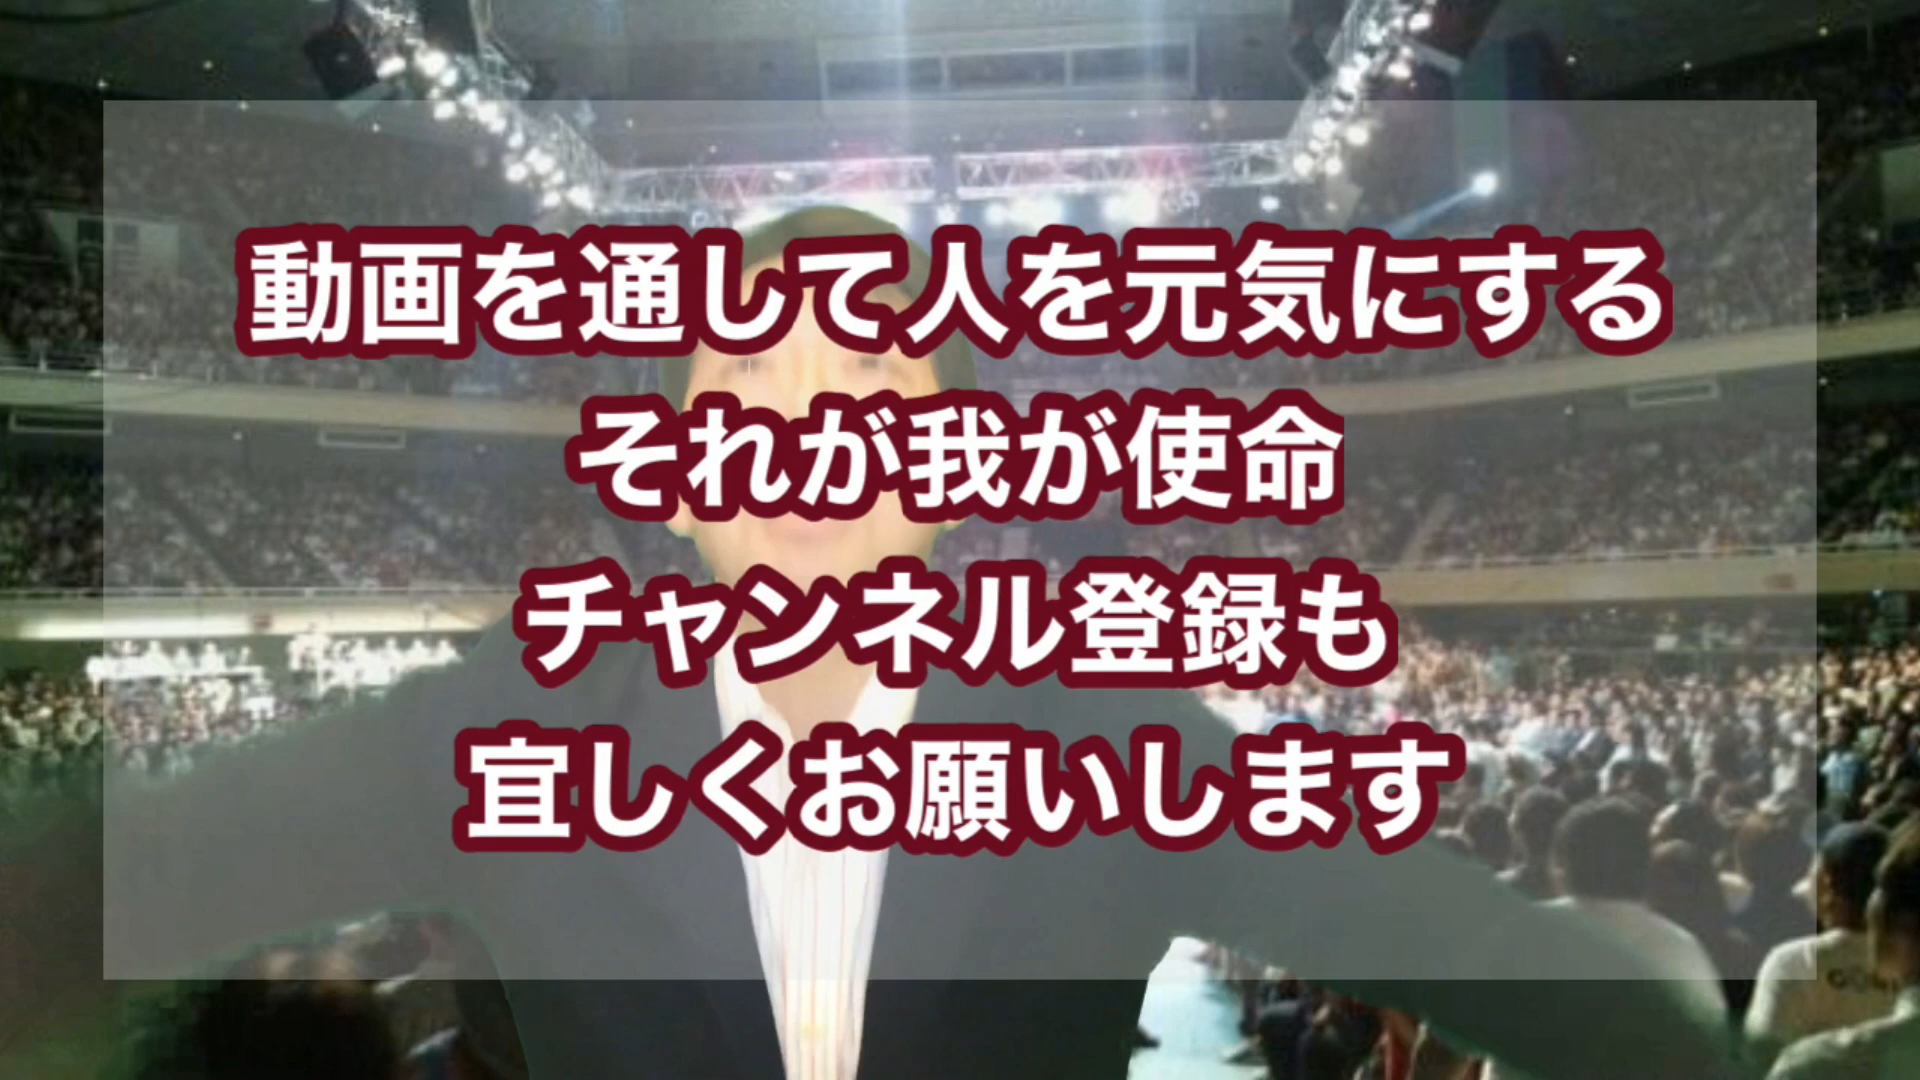 動画を通して人を元気にする
それが我が使命
チャンネル登録も
宜しくお願いします